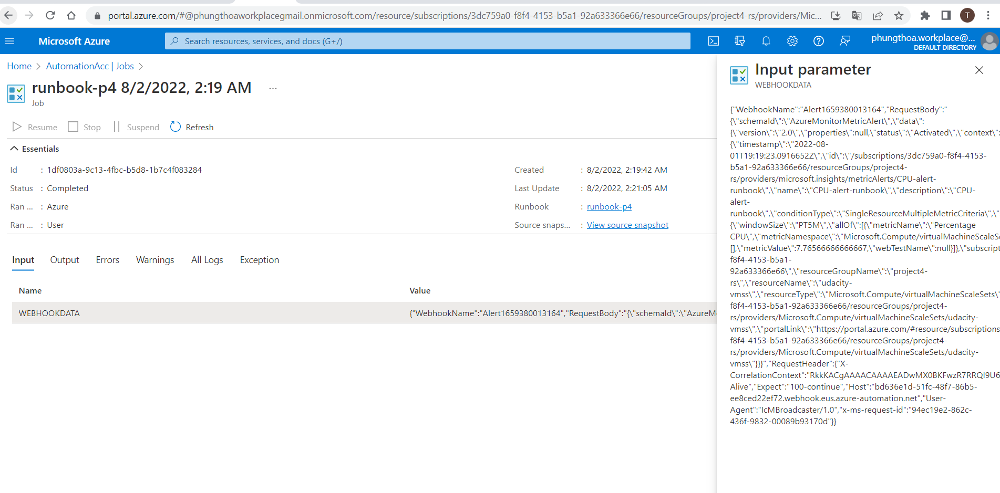 portal.azure.com/#@phungthoaworkplacegmail.onmicrosoft.com/resource/subscriptions/3dc759a0-f8f4-4153-b5a1-92a633366e66/resourceGroups/project4-rs/providers/Mic...
T
Microsoft Azure
Search resources, services, and docs (G+/)
phungthoa.workplace@...
DEFAULT DIRECTORY
Home > AutomationAcc | Jobs >
runbook-p4 8/2/2022, 2:19 AM ...
Job
Resume Stop Suspend Refresh
Essentials
Id : 1df0803a-9c13-4fbc-b5d8-1b7c4f083284
Status : Completed
Ran ... : Azure
Ran ... : User
Created : 8/2/2022, 2:19:42 AM
Last Update : 8/2/2022, 2:21:05 AM
Runbook : runbook-p4
Source snaps... : View source snapshot
Input Output Errors Warnings All Logs Exception
Name Value
WEBHOOKDATA {"WebhookName":"Alert1659380013164","RequestBody":"{\"schemaId\":\"AzureM
Input parameter
WEBHOOKDATA
{"WebhookName":"Alert1659380013164","RequestBody":"
{\"schemaId\":\"AzureMonitorMetricAlert\",\"data\":
{\"version\":\"2.0\",\"properties\":null,\"status\":\"Activated\",\"context\":
{\"timestamp\":\"2022-08-
01T19:19:23.0916652Z\",\"id\":\"/subscriptions/3dc759a0-f8f4-4153-
b5a1-92a633366e66/resourceGroups/project4-
rs/providers/microsoft.insights/metricAlerts/CPU-alert-
runbook\",\"name\":\"CPU-alert-runbook\",\"description\":\"CPU-
alert-
runbook\",\"conditionType\":\"SingleResourceMultipleMetricCriteria\",\"
{\"windowSize\":\"PT5M\",\"allOf\":[{\"metricName\":\"Percentage
CPU\",\"metricNamespace\":\"Microsoft.Compute/virtualMachineScaleSe
[],\"metricValue\":7.76566666666667,\"webTestName\":null}]},\"subscript
f8f4-4153-b5a1-
92a633366e66\",\"resourceGroupName\":\"project4-
rs\",\"resourceName\":\"udacity-
vmss\",\"resourceType\":\"Microsoft.Compute/virtualMachineScaleSets\"
f8f4-4153-b5a1-92a633366e66/resourceGroups/project4-
rs/providers/Microsoft.Compute/virtualMachineScaleSets/udacity-
vmss\",\"portalLink\":\"https://portal.azure.com/#resource/subscriptions
f8f4-4153-b5a1-92a633366e66/resourceGroups/project4-
rs/providers/Microsoft.Compute/virtualMachineScaleSets/udacity-
vmss\"}}}","RequestHeader":{"X-
CorrelationContext":"RkkKACgAAAACAAAAEADwMX0BKFwzR7RRQI9U6
Alive","Expect":"100-continue","Host":"bd636e1d-51fc-48f7-86b5-
ee8ced22ef72.webhook.eus.azure-automation.net","User-
Agent":"IcMBroadcaster/1.0","x-ms-request-id":"94ec19e2-862c-
436f-9832-00089b93170d"}}